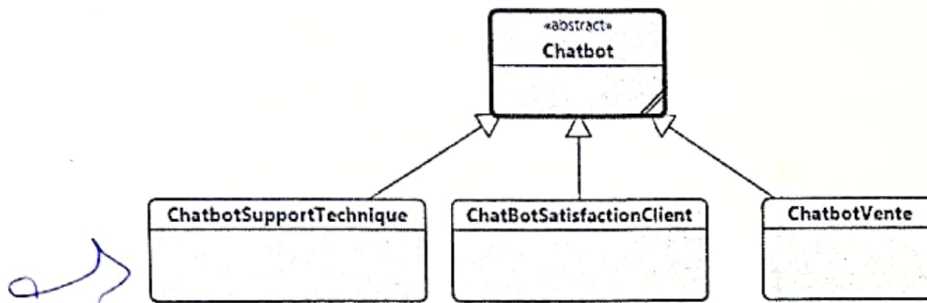 «abstract»
Chatbot
ChatbotSupportTechnique
ChatBotSatisfactionClient
ChatbotVente